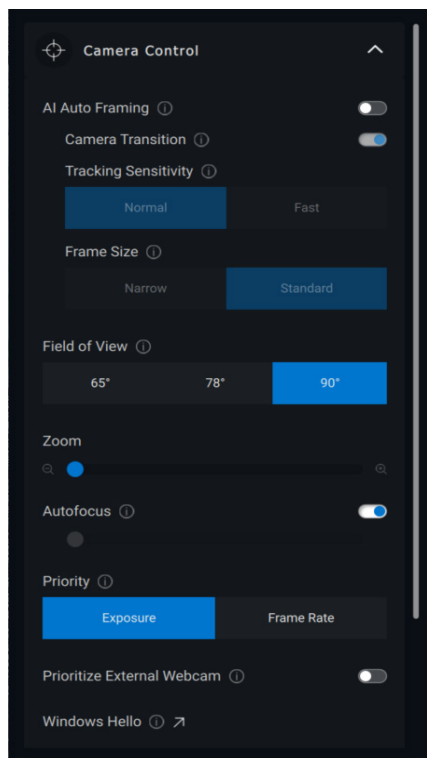 Camera Control
AI Auto Framing
Camera Transition
Tracking Sensitivity
Normal Fast
Frame Size
Narrow Standard
Field of View
65° 78° 90°
Zoom
Autofocus
Priority
Exposure Frame Rate
Prioritize External Webcam
Windows Hello